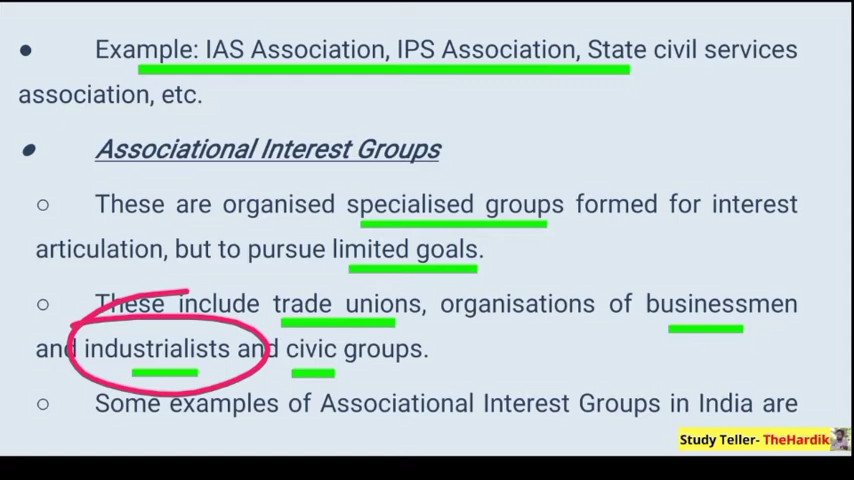 ● Example: IAS Association, IPS Association, State civil services
association, etc.
● Associational Interest Groups
○ These are organised specialised groups formed for interest
articulation, but to pursue limited goals.
○ These include trade unions, organisations of businessmen
and industrialists and civic groups.
○ Some examples of Associational Interest Groups in India are
Study Teller- TheHardik